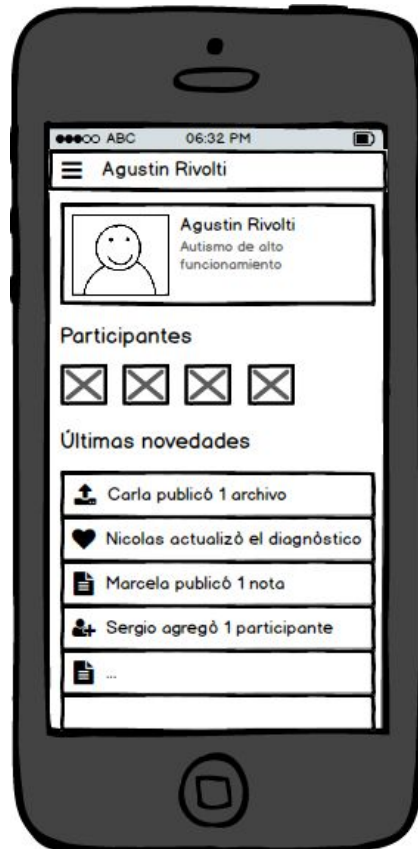 ABC 06:32 PM
Agustin Rivolti
Agustin Rivolti
Autismo de alto
funcionamiento
Participantes
Últimas novedades
Carla publicó 1 archivo
Nicolas actualizó el diagnóstico
Marcela publicó 1 nota
Sergio agregó 1 participante
...